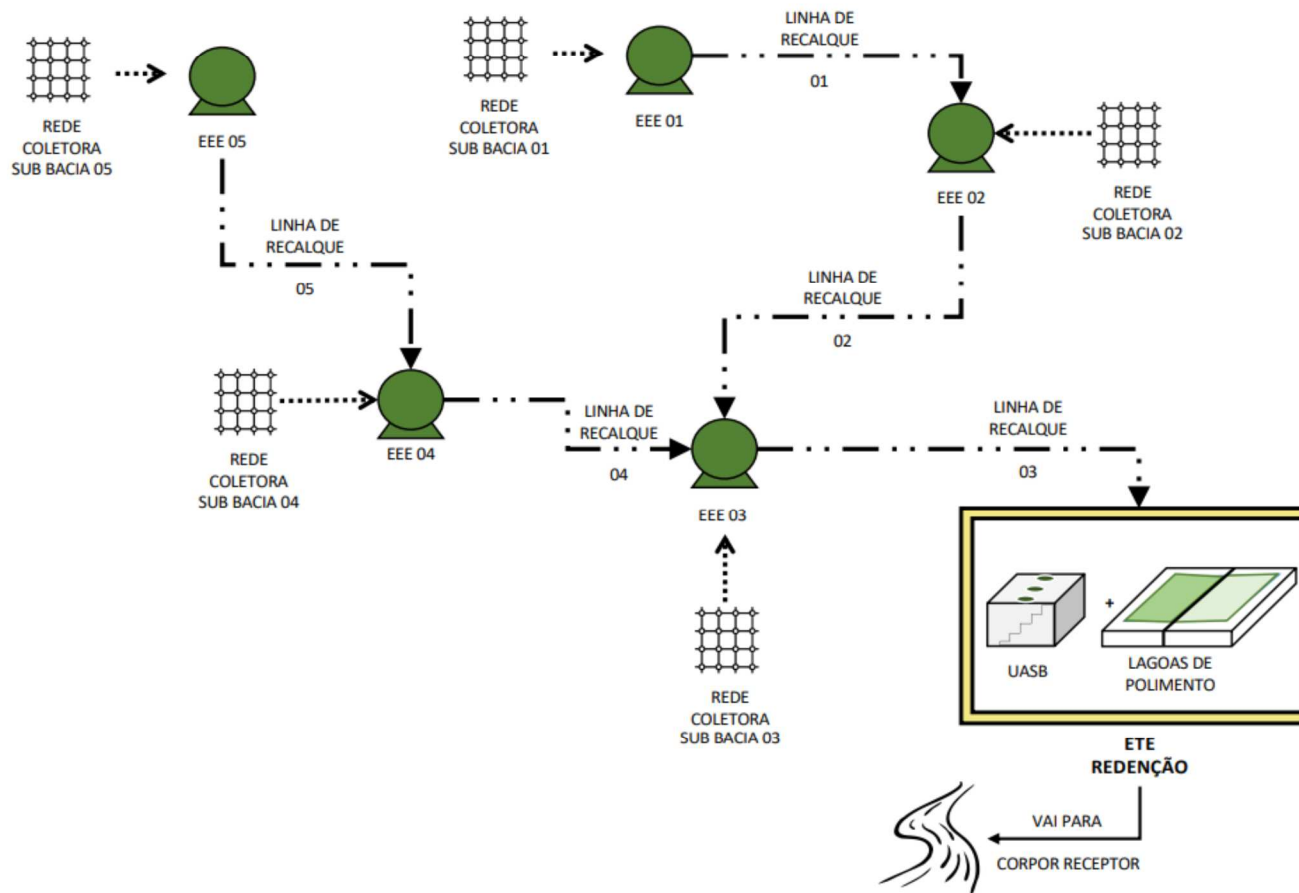 REDE
COLETORA
SUB BACIA 05
EEE 05
REDE
COLETORA
SUB BACIA 01
EEE 01
LINHA DE
RECALQUE
01
EEE 02
REDE
COLETORA
SUB BACIA 02
LINHA DE
RECALQUE
05
LINHA DE
RECALQUE
02
REDE
COLETORA
SUB BACIA 04
EEE 04
LINHA DE
RECALQUE
04
EEE 03
LINHA DE
RECALQUE
03
REDE
COLETORA
SUB BACIA 03
UASB
+
LAGOAS DE
POLIMENTO
ETE
REDENÇÃO
VAI PARA
CORPOR RECEPTOR